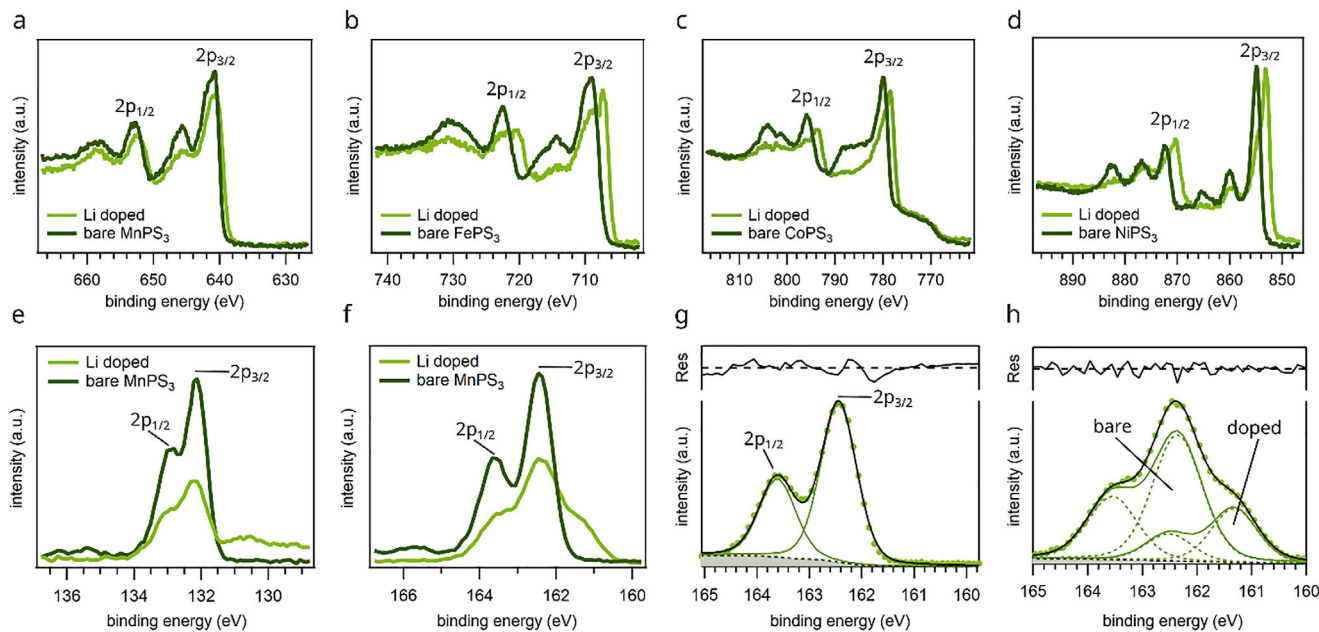 a
2p3/2
2p1/2
intensity (a.u.)
Li doped
bare MnPS3
660 650 640 630
binding energy (eV)
b
2p3/2
2p1/2
intensity (a.u.)
Li doped
bare FePS3
740 730 720 710
binding energy (eV)
c
2p3/2
2p1/2
intensity (a.u.)
Li doped
bare CoPS3
810 800 790 780 770
binding energy (eV)
d
2p3/2
2p1/2
intensity (a.u.)
Li doped
bare NiPS3
890 880 870 860 850
binding energy (eV)
e
Li doped
bare MnPS3
2p3/2
2p1/2
intensity (a.u.)
136 134 132 130
binding energy (eV)
f
Li doped
bare MnPS3
2p3/2
2p1/2
intensity (a.u.)
166 164 162 160
binding energy (eV)
g
Res
2p3/2
2p1/2
intensity (a.u.)
165 164 163 162 161 160
binding energy (eV)
h
Res
bare
doped
intensity (a.u.)
165 164 163 162 161 160
binding energy (eV)